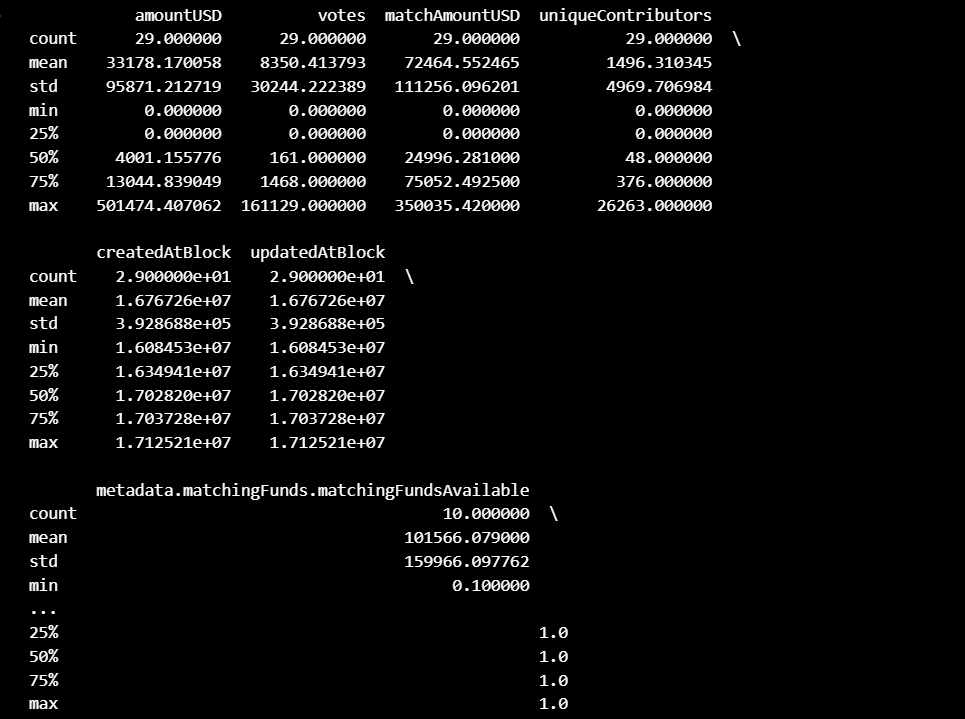 amountUSD votes matchAmountUSD uniqueContributors
count 29.000000 29.000000 29.000000 29.000000 \
mean 33178.170058 8350.413793 72464.552465 1496.310345
std 95871.212719 30244.222389 111256.096201 4969.706984
min 0.000000 0.000000 0.000000 0.000000
25% 0.000000 0.000000 0.000000 0.000000
50% 4001.155776 161.000000 24996.281000 48.000000
75% 13044.839049 1468.000000 75052.492500 376.000000
max 501474.407062 161129.000000 350035.420000 26263.000000
createdAtBlock updatedAtBlock
count 2.900000e+01 2.900000e+01 \
mean 1.676726e+07 1.676726e+07
std 3.928688e+05 3.928688e+05
min 1.608453e+07 1.608453e+07
25% 1.634941e+07 1.634941e+07
50% 1.702820e+07 1.702820e+07
75% 1.703728e+07 1.703728e+07
max 1.712521e+07 1.712521e+07
metadata.matchingFunds.matchingFundsAvailable
count 10.000000 \
mean 101566.079000
std 159966.097762
min 0.100000
...
25% 1.0
50% 1.0
75% 1.0
max 1.0